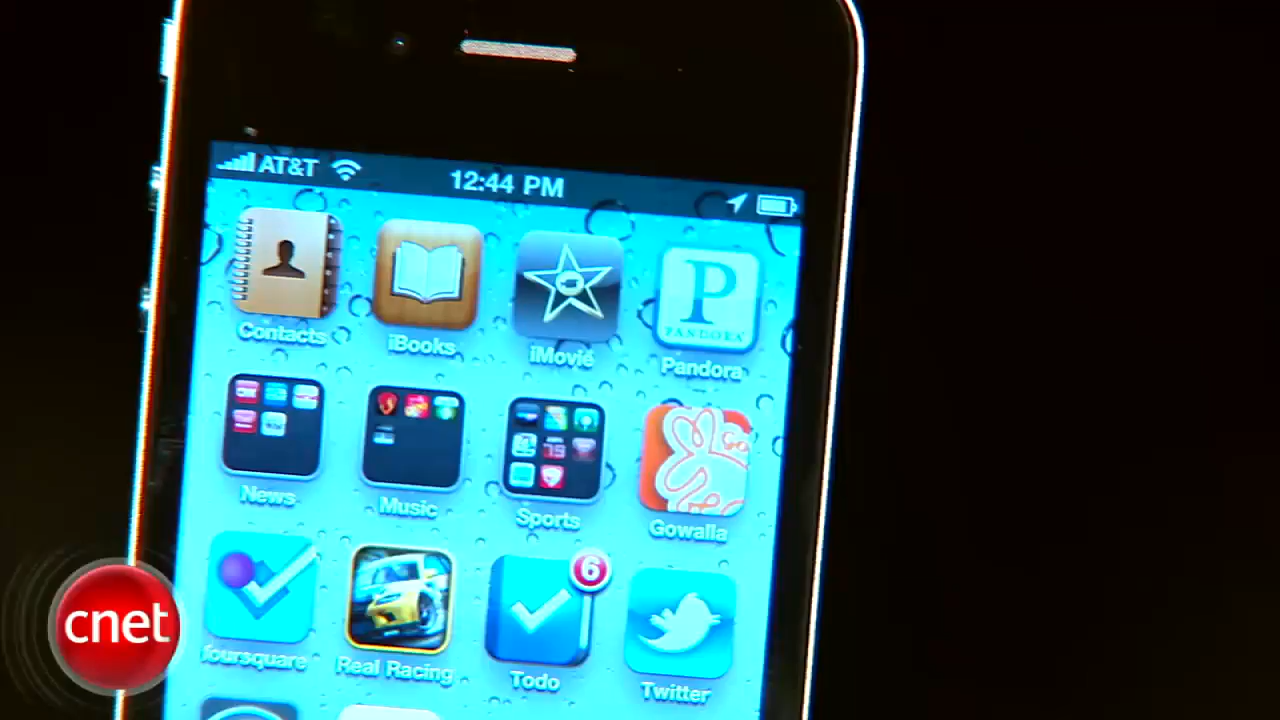 AT&T 12:44 PM
P
PANDORA
Contacts iBooks iMovie Pandora
Go
News Music Sports Gowalla
6
foursquare Real Racing Todo Twitter
cnet